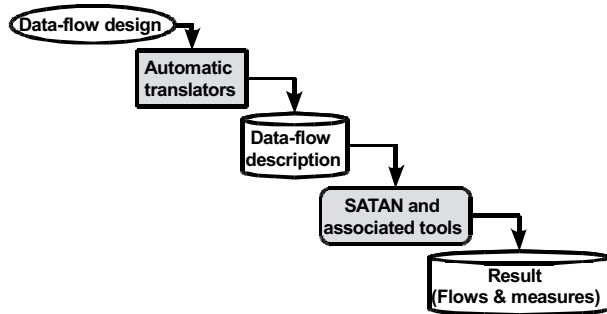 Data-flow design
Automatic
translators
Data-flow
description
SATAN and
associated tools
Result
(Flows & measures)